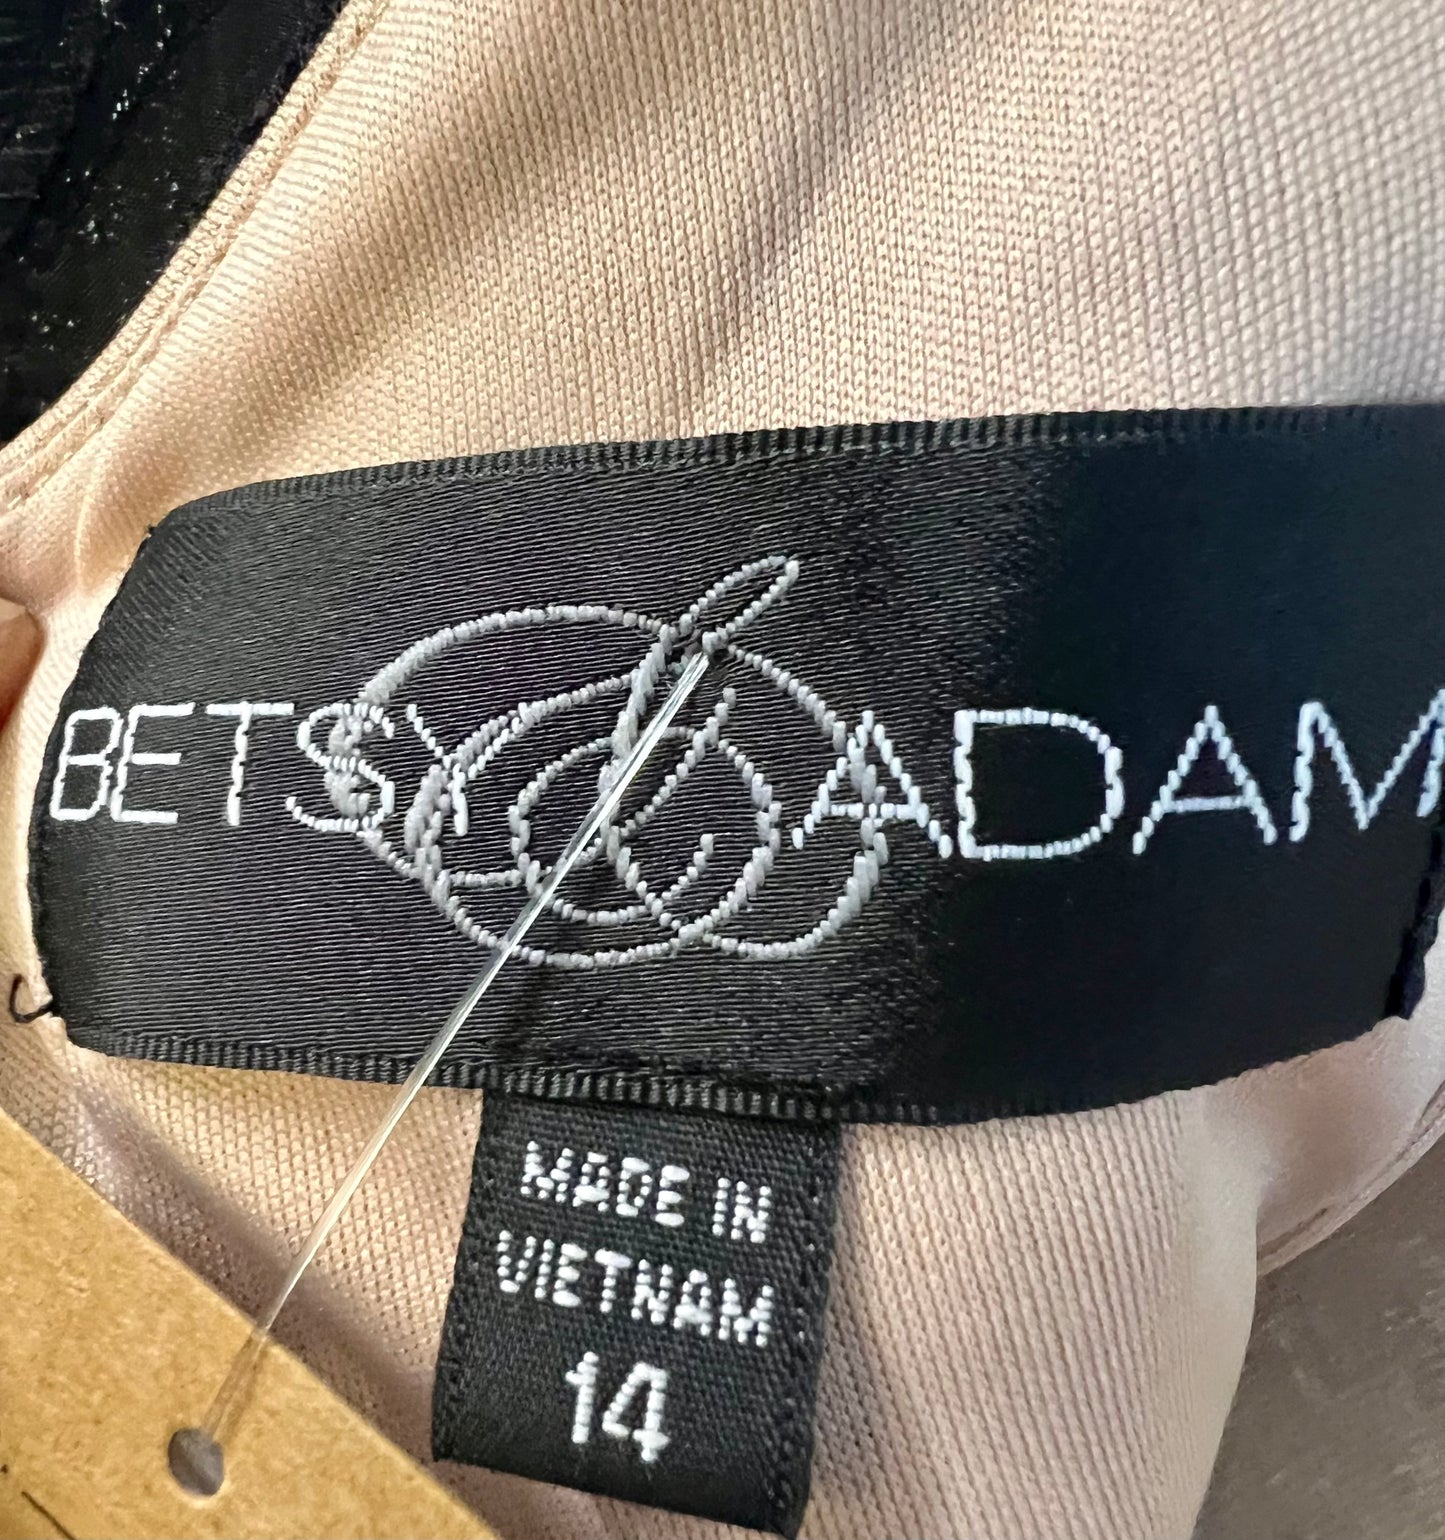 BETSY & ADAM
MADE IN
VIETNAM
14